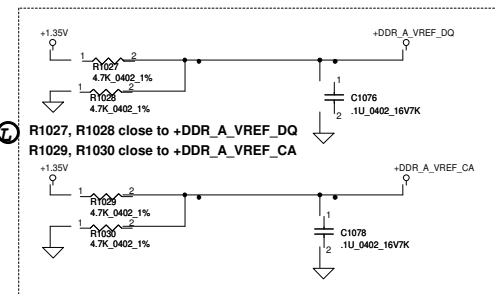 +1.35V
+DDR_A_VREF_DQ
1 2
R1027
4.7K_0402_1%
1 2
R1028
4.7K_0402_1%
1
C1076
.1U_0402_16V7K
2
L
R1027, R1028 close to +DDR_A_VREF_DQ
R1029, R1030 close to +DDR_A_VREF_CA
+1.35V
+DDR_A_VREF_CA
1 2
R1029
4.7K_0402_1%
1 2
R1030
4.7K_0402_1%
1
C1078
.1U_0402_16V7K
2